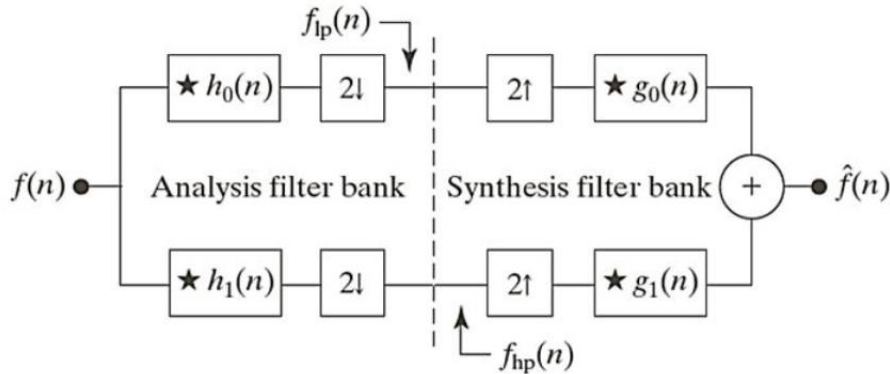 f_lp(n)
★ h_0(n)
2↓
2↑
★ g_0(n)
f(n)
Analysis filter bank
Synthesis filter bank
+
f̂(n)
★ h_1(n)
2↓
2↑
★ g_1(n)
f_hp(n)